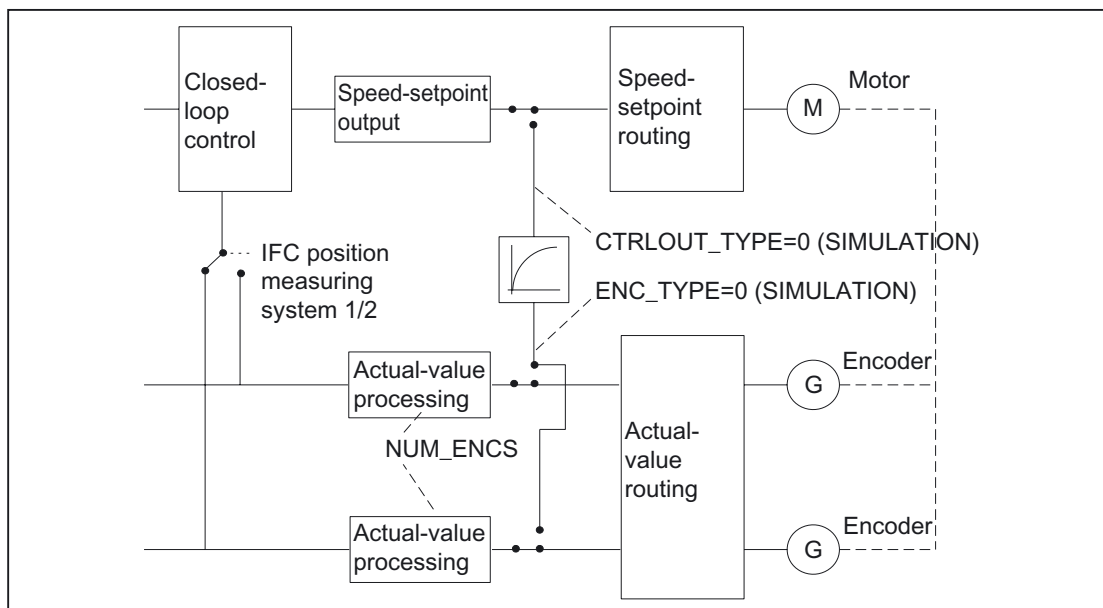 Closed-
loop
control
Speed-setpoint
output
Speed-
setpoint
routing
Motor
M
CTRLOUT_TYPE=0 (SIMULATION)
IFC position
measuring
system 1/2
ENC_TYPE=0 (SIMULATION)
Actual-value
processing
Encoder
G
NUM_ENCS
Actual-
value
routing
Actual-value
processing
Encoder
G